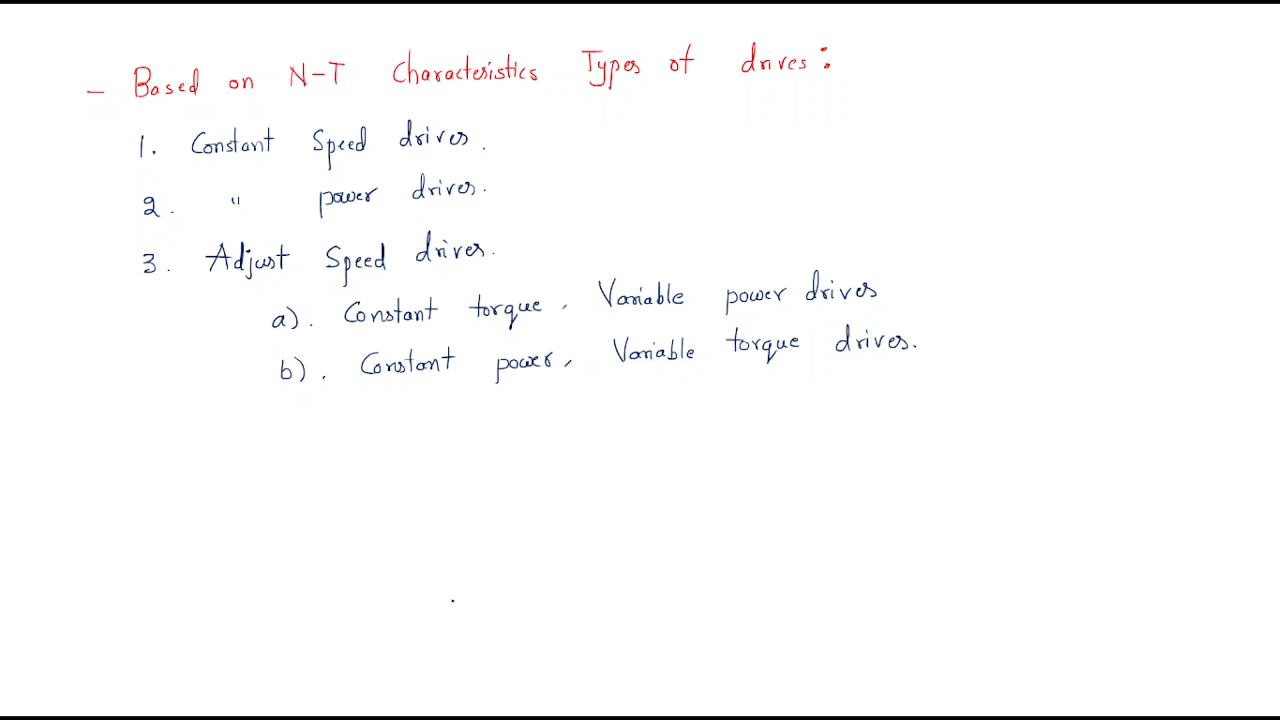 – Based on N-T Characteristics Types of drives:
1. Constant Speed drives.
2. " power drives.
3. Adjust Speed drives.
a). Constant torque, Variable power drives
b). Constant power, Variable torque drives.